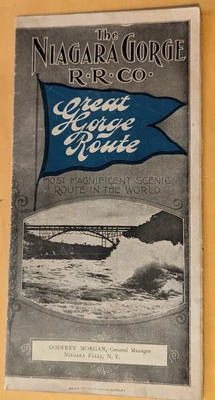 The
NIAGARA GORGE
R·R·CO·
Great
Gorge
Route
MOST MAGNIFICENT SCENIC
ROUTE IN THE WORLD
GODFREY MORGAN, General Manager
NIAGARA FALLS, N. Y.